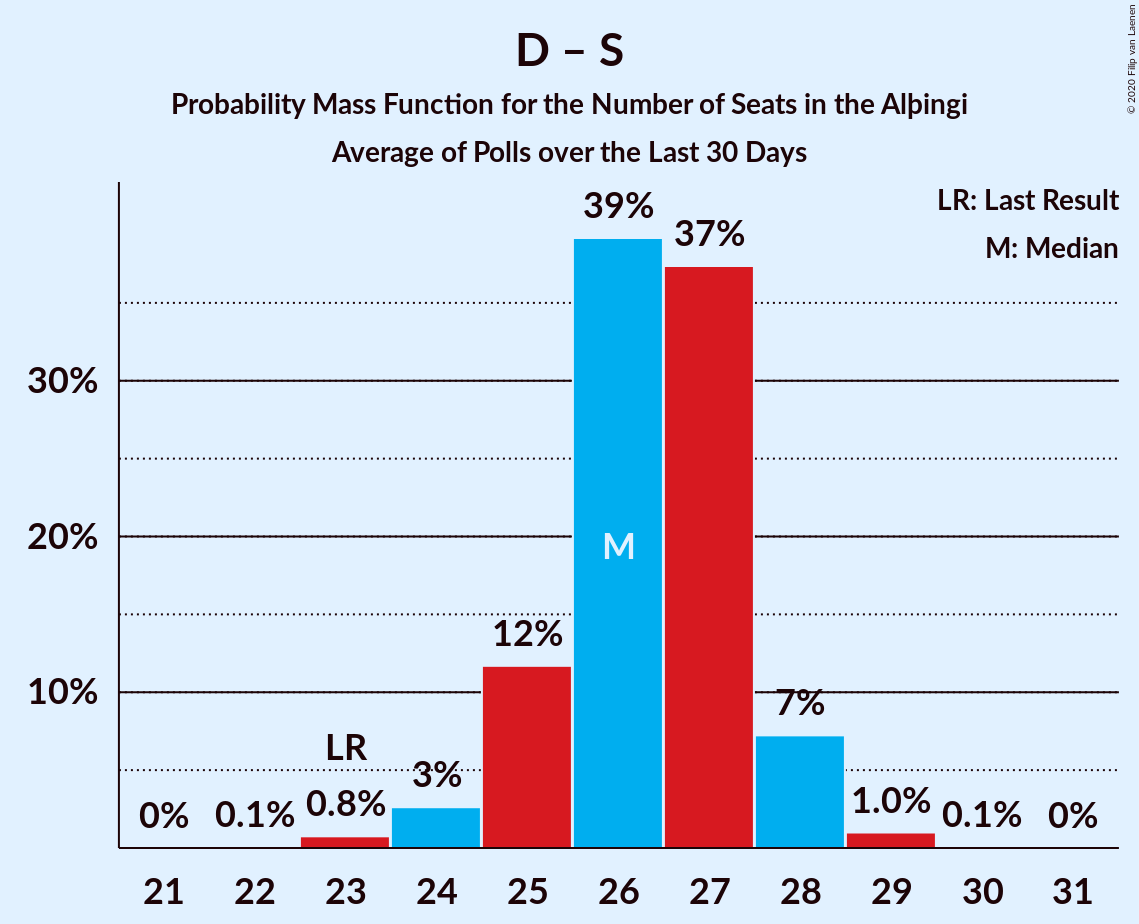 D – S
Probability Mass Function for the Number of Seats in the Alþingi
Average of Polls over the Last 30 Days
© 2020 Filip van Laenen
LR: Last Result
M: Median
39%
37%
30%
20%
M
12%
10%
7%
LR
3%
0%
0.1%
0.8%
1.0%
0.1%
0%
21 22 23 24 25 26 27 28 29 30 31